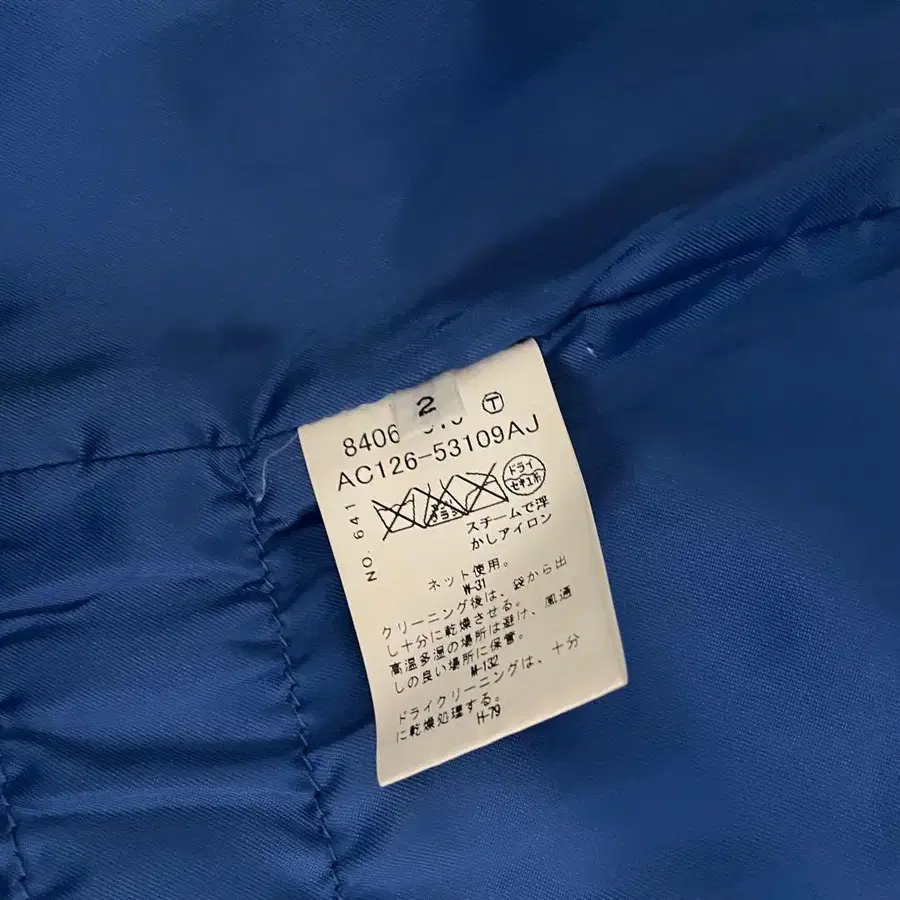 2
8406
Ⓣ
AC126-53109AJ
NO. 641
ドライ
セキユ系
スチームで浮
かしアイロン
ネット使用。
W-31
クリーニング後は、袋から出
し十分に乾燥させる。
高温多湿の場所は避け、風通
しの良い場所に保管。
M-132
ドライクリーニングは、十分
に乾燥処理する。
H-79